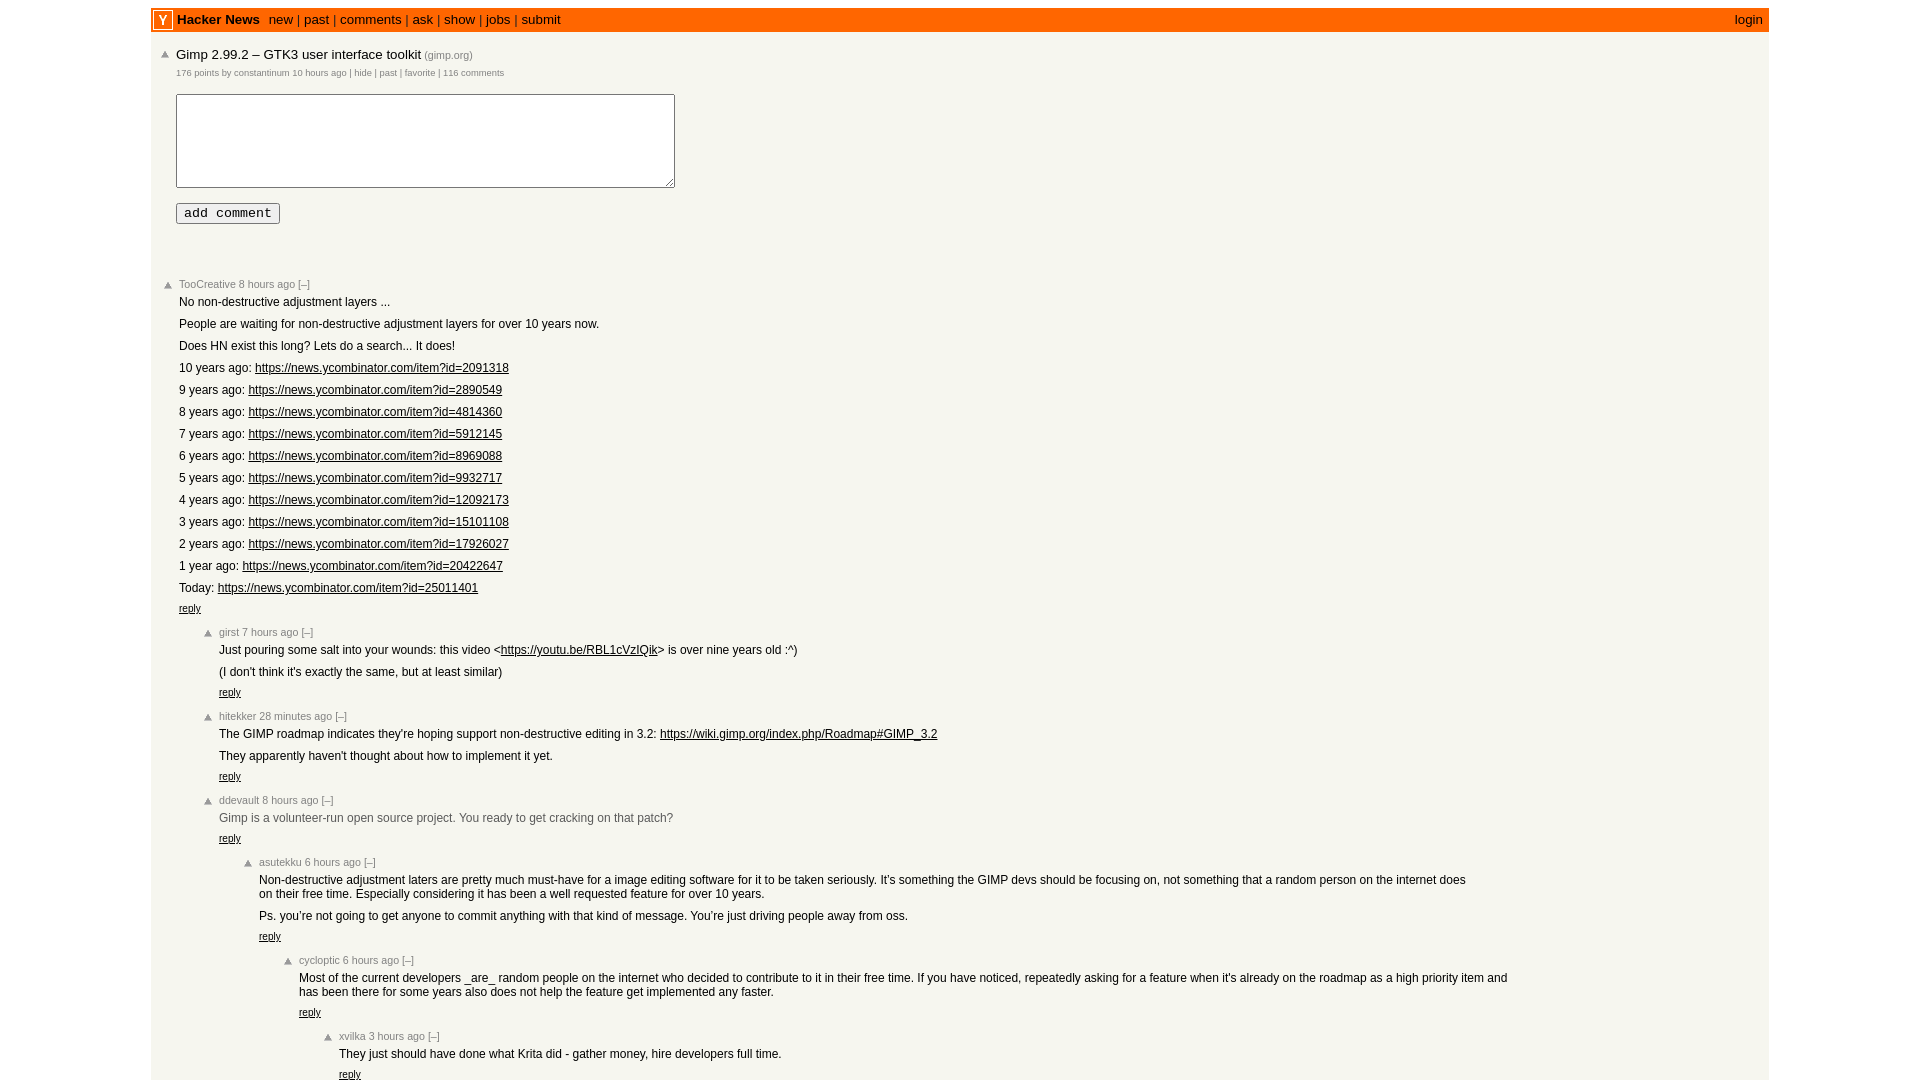 Y Hacker News new | past | comments | ask | show | jobs | submit login
Gimp 2.99.2 – GTK3 user interface toolkit (gimp.org)
176 points by constantinum 10 hours ago | hide | past | favorite | 116 comments
add comment
TooCreative 8 hours ago [–]
No non-destructive adjustment layers ...
People are waiting for non-destructive adjustment layers for over 10 years now.
Does HN exist this long? Lets do a search... It does!
10 years ago: https://news.ycombinator.com/item?id=2091318
9 years ago: https://news.ycombinator.com/item?id=2890549
8 years ago: https://news.ycombinator.com/item?id=4814360
7 years ago: https://news.ycombinator.com/item?id=5912145
6 years ago: https://news.ycombinator.com/item?id=8969088
5 years ago: https://news.ycombinator.com/item?id=9932717
4 years ago: https://news.ycombinator.com/item?id=12092173
3 years ago: https://news.ycombinator.com/item?id=15101108
2 years ago: https://news.ycombinator.com/item?id=17926027
1 year ago: https://news.ycombinator.com/item?id=20422647
Today: https://news.ycombinator.com/item?id=25011401
reply
girst 7 hours ago [–]
Just pouring some salt into your wounds: this video <https://youtu.be/RBL1cVzIQik> is over nine years old :^)
(I don't think it's exactly the same, but at least similar)
reply
hitekker 28 minutes ago [–]
The GIMP roadmap indicates they're hoping support non-destructive editing in 3.2: https://wiki.gimp.org/index.php/Roadmap#GIMP_3.2
They apparently haven't thought about how to implement it yet.
reply
ddevault 8 hours ago [–]
Gimp is a volunteer-run open source project. You ready to get cracking on that patch?
reply
asutekku 6 hours ago [–]
Non-destructive adjustment laters are pretty much must-have for a image editing software for it to be taken seriously. It’s something the GIMP devs should be focusing on, not something that a random person on the internet does
on their free time. Especially considering it has been a well requested feature for over 10 years.
Ps. you’re not going to get anyone to commit anything with that kind of message. You’re just driving people away from oss.
reply
cycloptic 6 hours ago [–]
Most of the current developers _are_ random people on the internet who decided to contribute to it in their free time. If you have noticed, repeatedly asking for a feature when it's already on the roadmap as a high priority item and
has been there for some years also does not help the feature get implemented any faster.
reply
xvilka 3 hours ago [–]
They just should have done what Krita did - gather money, hire developers full time.
reply